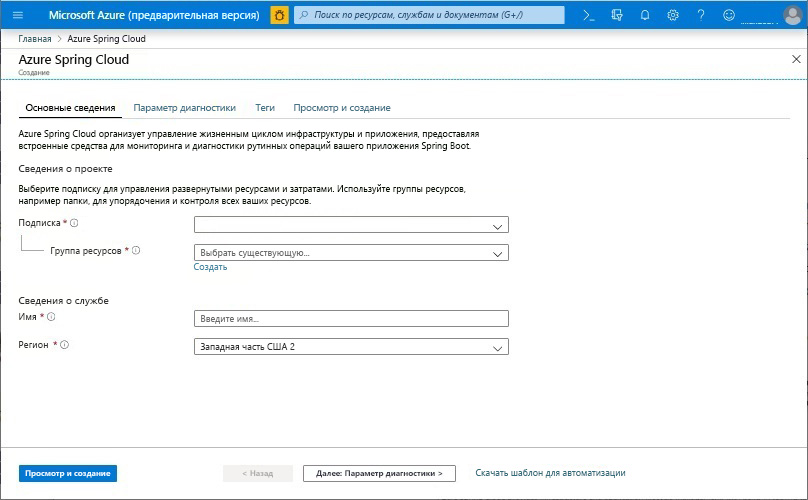 Microsoft Azure (предварительная версия)
Поиск по ресурсам, службам и документам (G+/)
Главная > Azure Spring Cloud
Azure Spring Cloud
Создание
Основные сведения Параметр диагностики Теги Просмотр и создание
Azure Spring Cloud организует управление жизненным циклом инфраструктуры и приложения, предоставляя
встроенные средства для мониторинга и диагностики рутинных операций вашего приложения Spring Boot.
Сведения о проекте
Выберите подписку для управления развернутыми ресурсами и затратами. Используйте группы ресурсов,
например папки, для упорядочения и контроля всех ваших ресурсов.
Подписка *
Группа ресурсов * Выбрать существующую...
Создать
Сведения о службе
Имя * Введите имя...
Регион * Западная часть США 2
Просмотр и создание < Назад Далее: Параметр диагностики > Скачать шаблон для автоматизации